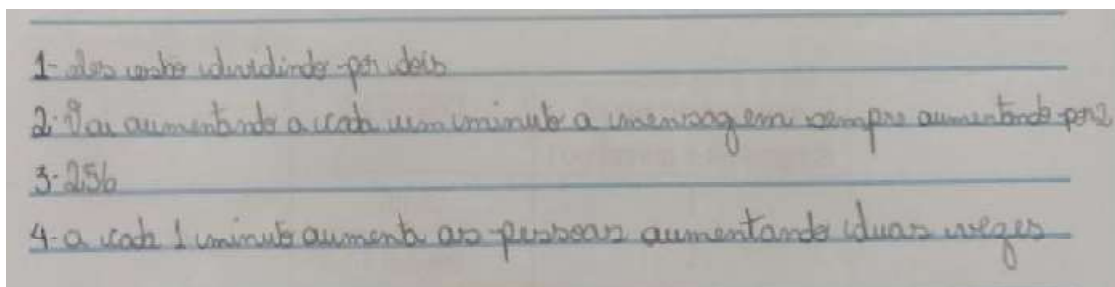 1- eles estão dividindo por dois
2- Vai aumentando a cada um minuto a mensagem sempre aumentando por 2
3- 256
4- a cada 1 minuto aumenta as pessoas aumentando duas vezes